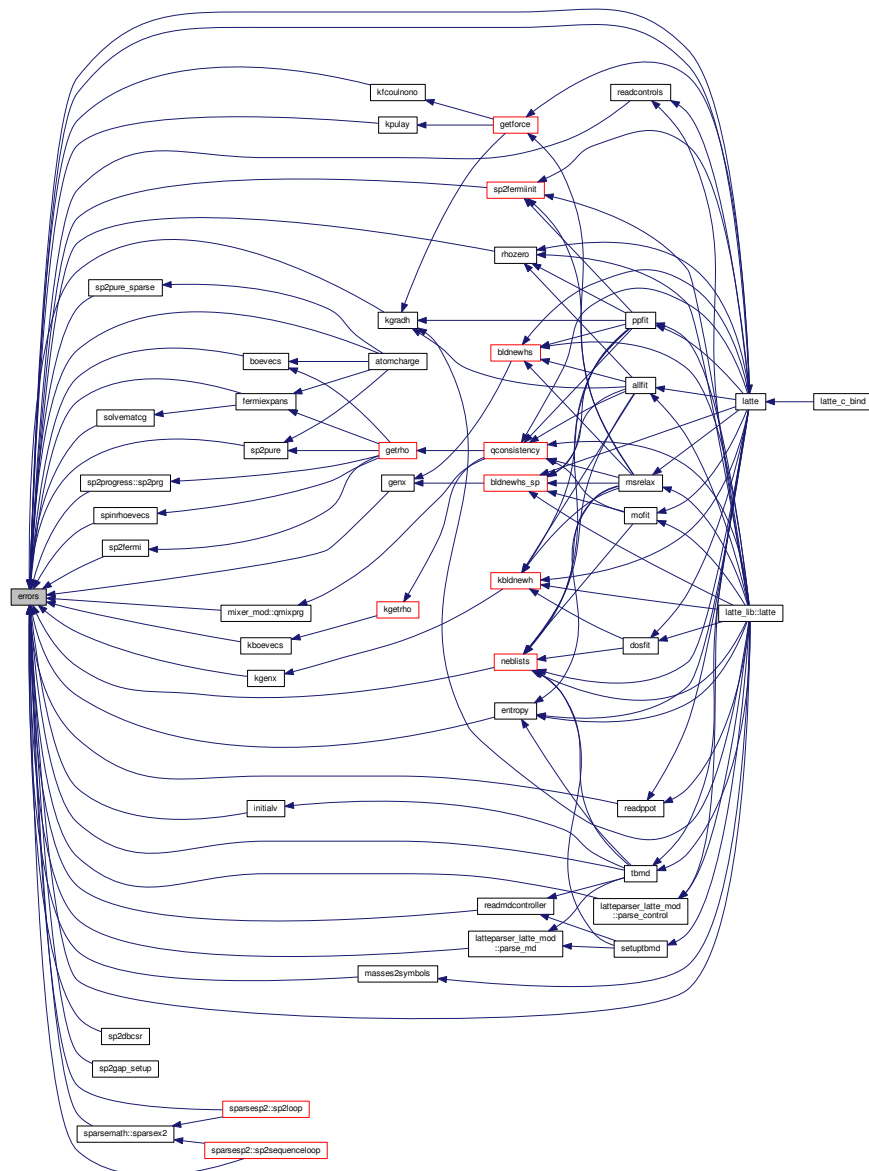 kfcoulnono
readcontrols
kpulay
getforce
sp2fermiinit
rhozero
sp2pure_sparse
kgradh
ppfit
boevecs
atomcharge
bldnewhs
allfit
fermiexpans
latte
latte_c_bind
solvematcg
sp2pure
getrho
qconsistency
sp2progress::sp2prg
genx
bldnewhs_sp
msrelax
spinrhoevecs
mofit
sp2fermi
kbldnewh
errors
mixer_mod::qmixprg
kgetrho
latte_lib::latte
kboevecs
dosfit
kgenx
neblists
entropy
initialv
readppot
tbmd
readmdcontroller
latteparser_latte_mod
::parse_control
latteparser_latte_mod
::parse_md
setuptbmd
masses2symbols
sp2dbcsr
sp2gap_setup
sparsesp2::sp2loop
sparsemath::sparsex2
sparsesp2::sp2sequenceloop